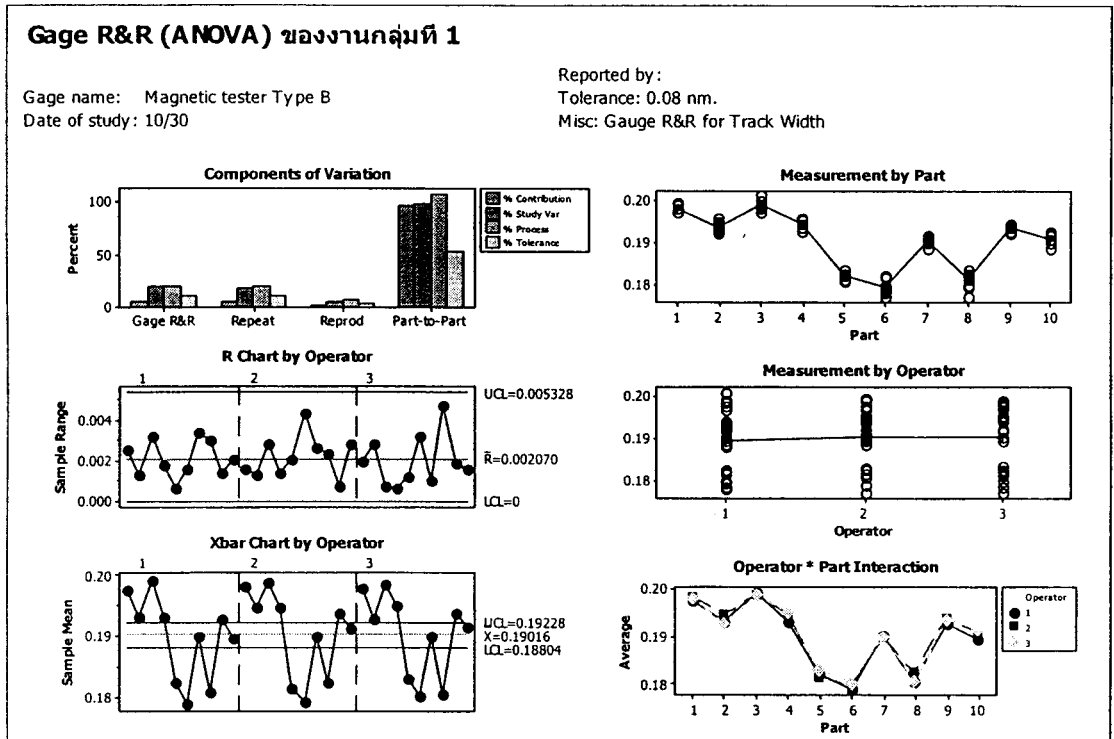 Gage R&R (ANOVA) ของงานกลุ่มที่ 1
Gage name: Magnetic tester Type B
Date of study: 10/30
Reported by:
Tolerance: 0.08 nm.
Misc: Gauge R&R for Track Width
Components of Variation
Percent
100
50
0
Gage R&R Repeat Reprod Part-to-Part
% Contribution
% Study Var
% Process
% Tolerance
R Chart by Operator
1 2 3
Sample Range
0.004
0.002
0.000
UCL=0.005328
R=0.002070
LCL=0
Xbar Chart by Operator
1 2 3
Sample Mean
0.20
0.19
0.18
UCL=0.19228
X=0.19016
LCL=0.18804
Measurement by Part
0.20
0.19
0.18
1 2 3 4 5 6 7 8 9 10
Part
Measurement by Operator
0.20
0.19
0.18
1 2 3
Operator
Operator * Part Interaction
Average
0.20
0.19
0.18
1 2 3 4 5 6 7 8 9 10
Part
Operator
1
2
3